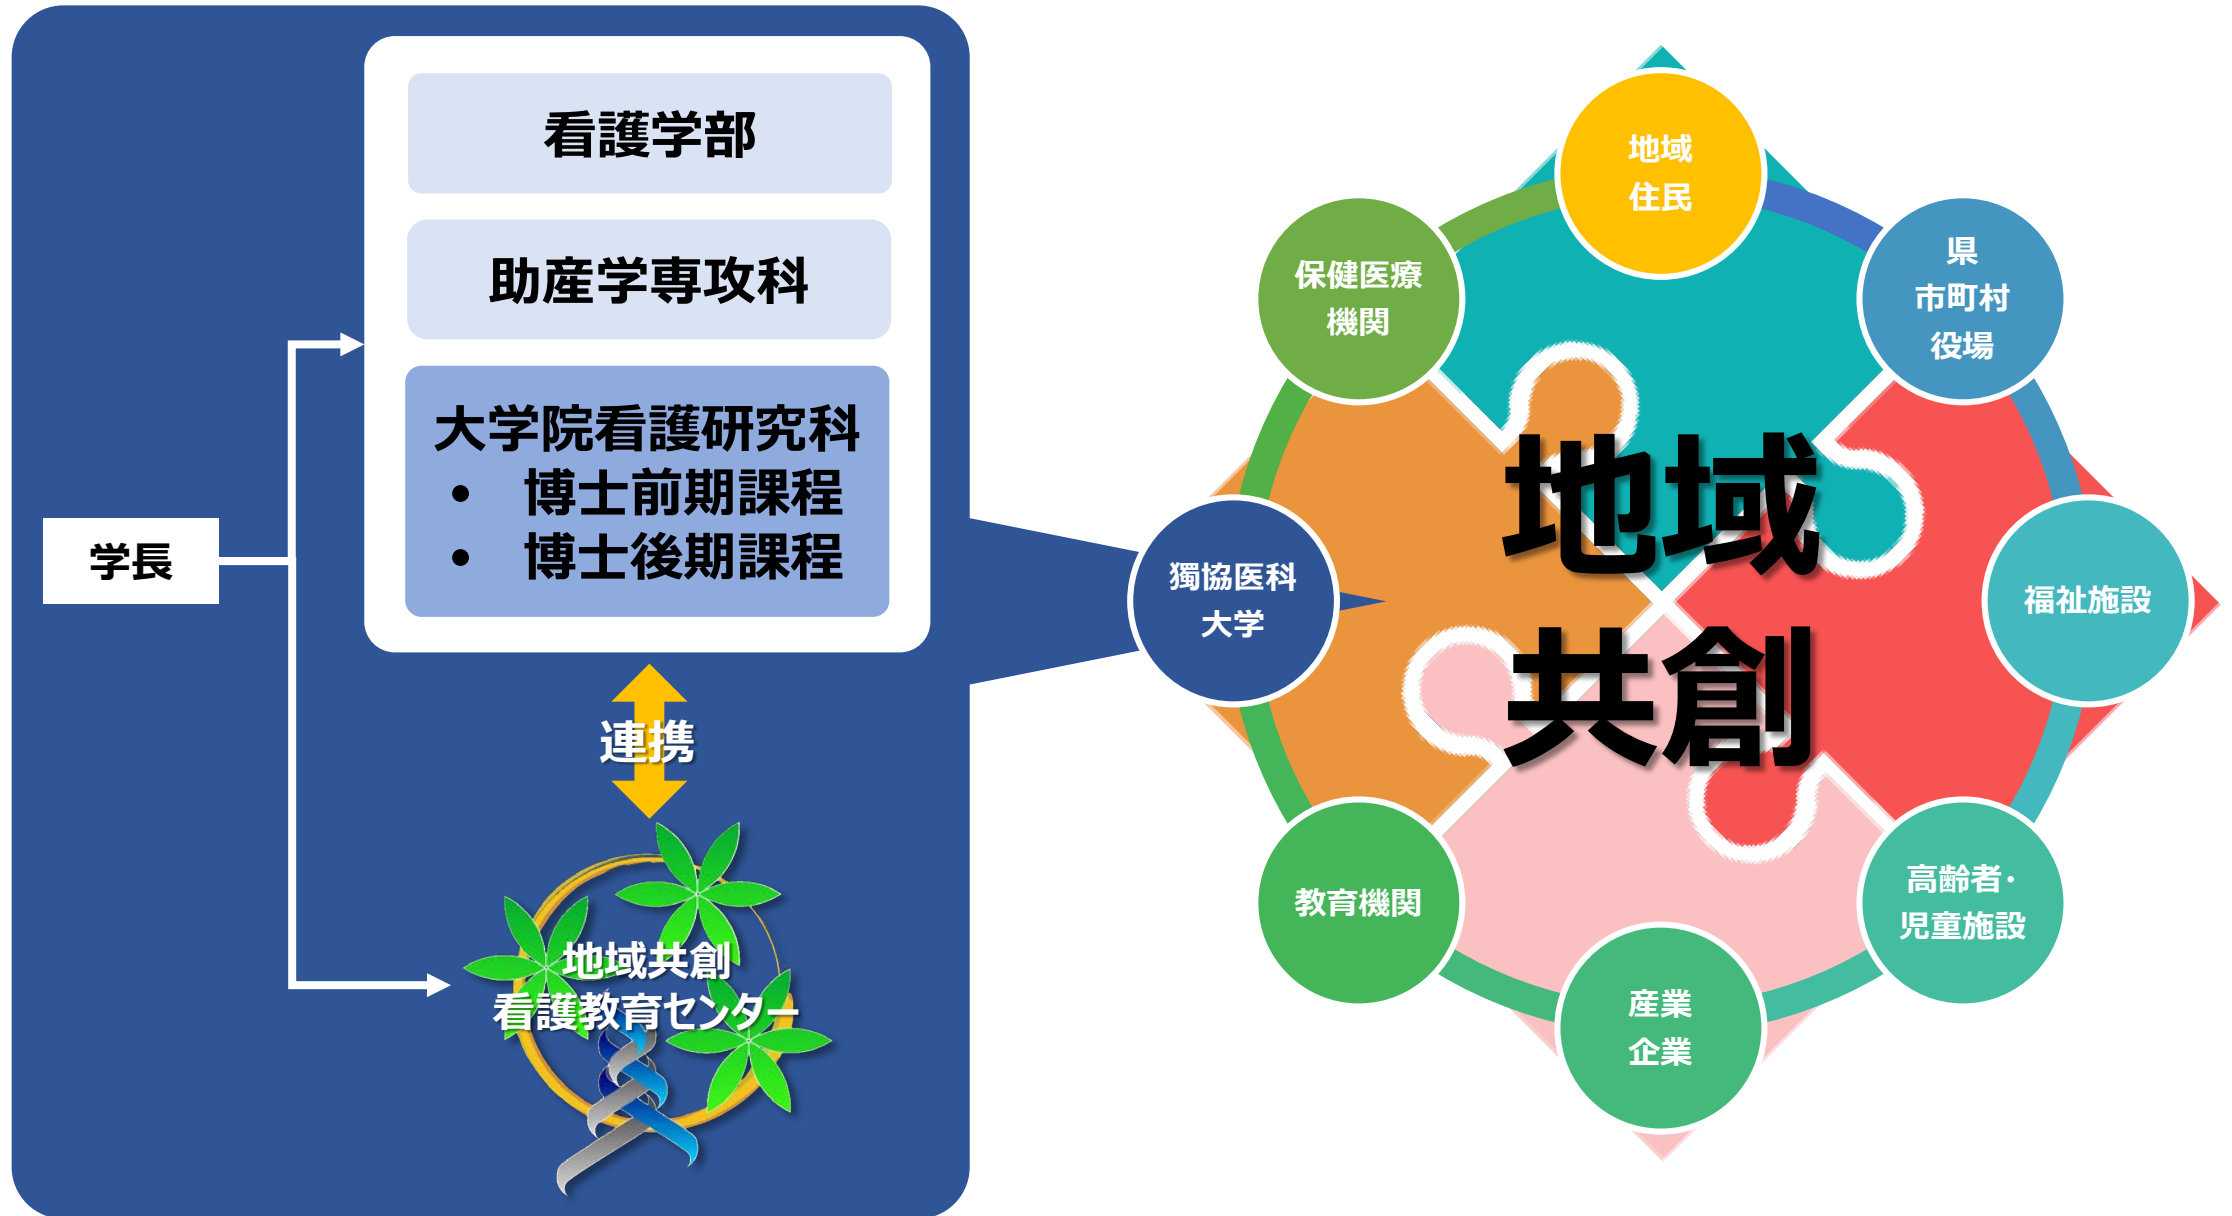 看護学部
助産学専攻科
大学院看護研究科
• 博士前期課程
• 博士後期課程
学長
連携
地域共創
看護教育センター
地域
共創
地域
住民
県
市町村
役場
福祉施設
高齢者・
児童施設
産業
企業
教育機関
獨協医科
大学
保健医療
機関